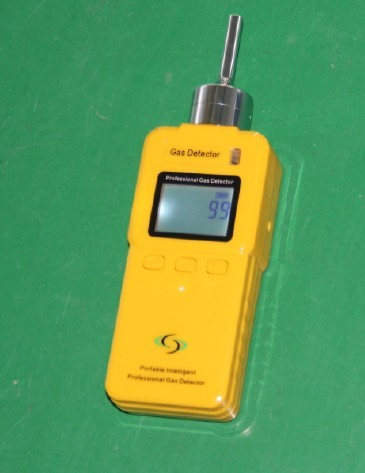 Gas Detector
Professional Gas Detector
99
Portable Intelligent
Professional Gas Detector